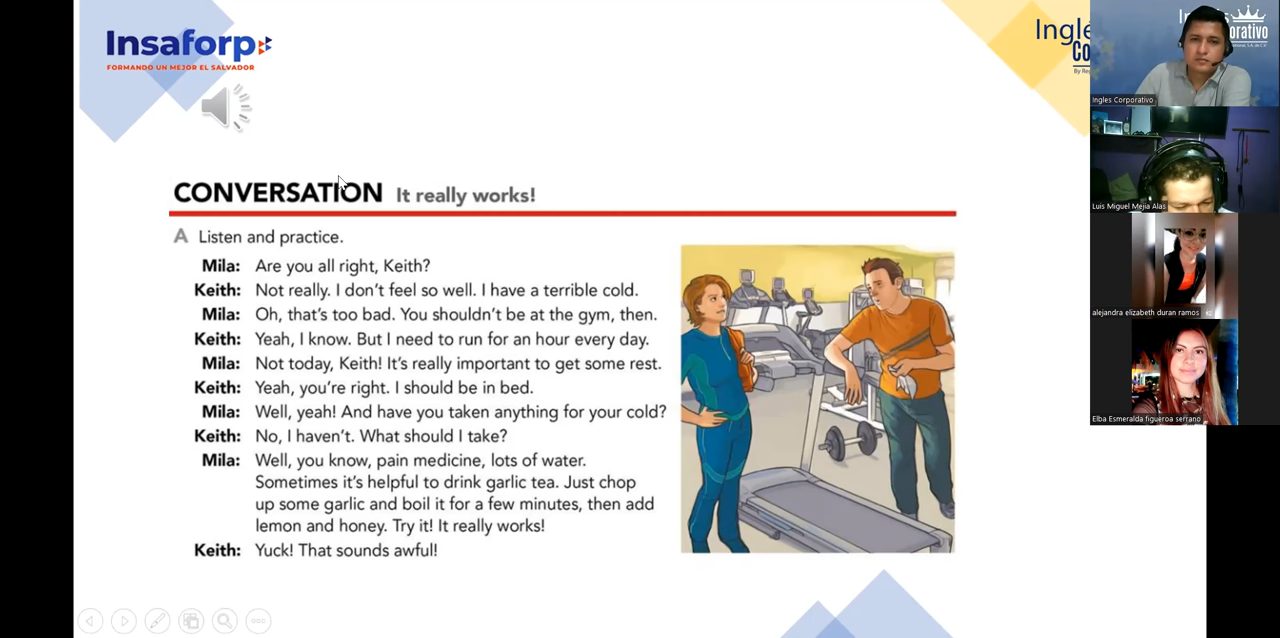 Insaforp
FORMANDO UN MEJOR EL SALVADOR
Inglé
Co
CONVERSATION It really works!
A Listen and practice.
Mila: Are you all right, Keith?
Keith: Not really. I don't feel so well. I have a terrible cold.
Mila: Oh, that's too bad. You shouldn't be at the gym, then.
Keith: Yeah, I know. But I need to run for an hour every day.
Mila: Not today, Keith! It's really important to get some rest.
Keith: Yeah, you're right. I should be in bed.
Mila: Well, yeah! And have you taken anything for your cold?
Keith: No, I haven't. What should I take?
Mila: Well, you know, pain medicine, lots of water.
Sometimes it's helpful to drink garlic tea. Just chop
up some garlic and boil it for a few minutes, then add
lemon and honey. Try it! It really works!
Keith: Yuck! That sounds awful!
orativo
Ingles Corporativo
Luis Miguel Mejia Alas
alejandra elizabeth duran ramos
Elba Esmeralda figueroa serrano